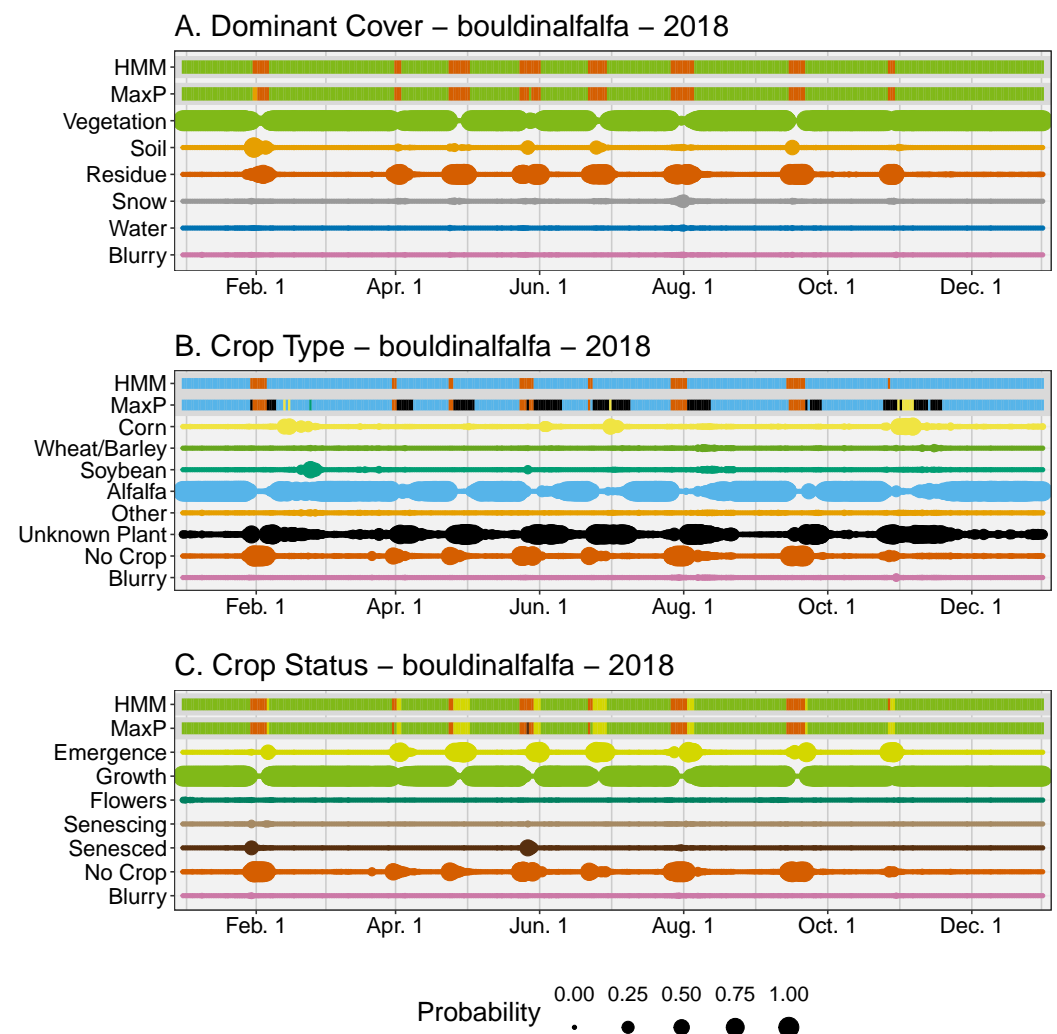 A. Dominant Cover – bouldinalfalfa – 2018
HMM
MaxP
Vegetation
Soil
Residue
Snow
Water
Blurry
Feb. 1 Apr. 1 Jun. 1 Aug. 1 Oct. 1 Dec. 1
B. Crop Type – bouldinalfalfa – 2018
HMM
MaxP
Corn
Wheat/Barley
Soybean
Alfalfa
Other
Unknown Plant
No Crop
Blurry
Feb. 1 Apr. 1 Jun. 1 Aug. 1 Oct. 1 Dec. 1
C. Crop Status – bouldinalfalfa – 2018
HMM
MaxP
Emergence
Growth
Flowers
Senescing
Senesced
No Crop
Blurry
Feb. 1 Apr. 1 Jun. 1 Aug. 1 Oct. 1 Dec. 1
Probability 0.00 0.25 0.50 0.75 1.00